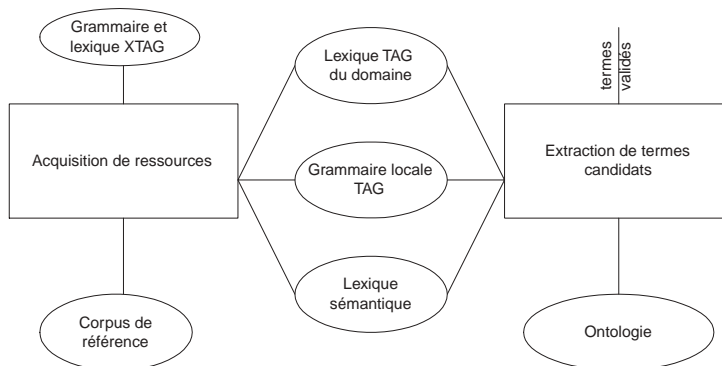 Grammaire et
lexique XTAG
Lexique TAG
du domaine
termes
validés
Acquisition de ressources
Grammaire locale
TAG
Extraction de termes
candidats
Lexique
sémantique
Corpus de
référence
Ontologie